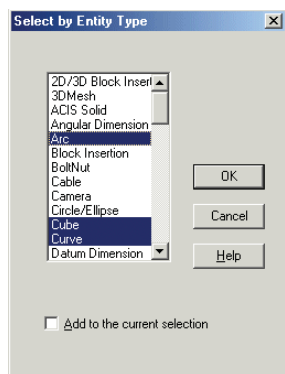 Select by Entity Type
2D/3D Block Insert
3DMesh
ACIS Solid
Angular Dimension
Arc
Block Insertion
BoltNut
Cable
Camera
Circle/Ellipse
Cube
Curve
Datum Dimension
OK
Cancel
Help
Add to the current selection